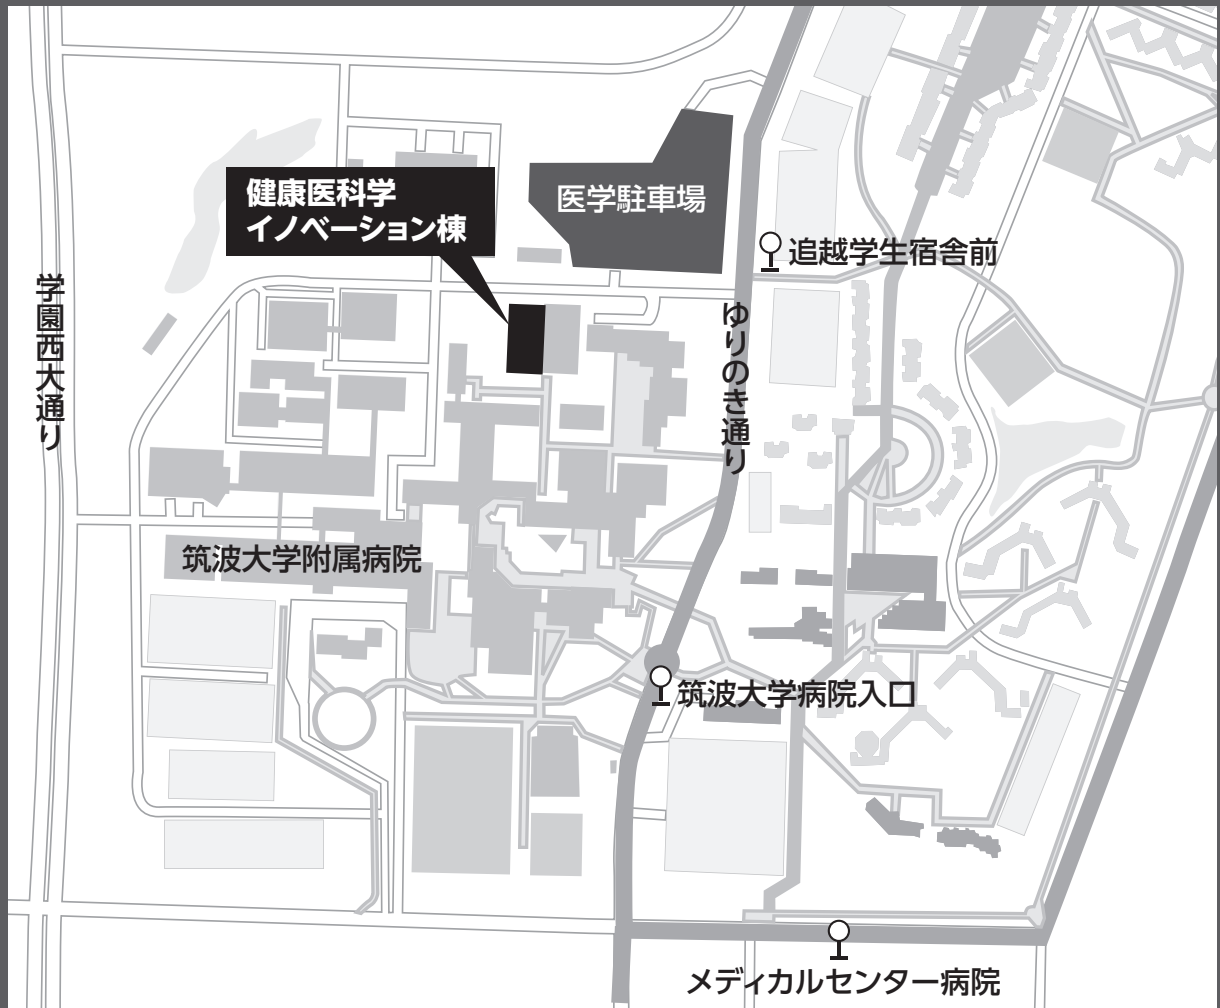 健康医科学
イノベーション棟
医学駐車場
追越学生宿舎前
学園西大通り
ゆりのき通り
筑波大学附属病院
筑波大学病院入口
メディカルセンター病院